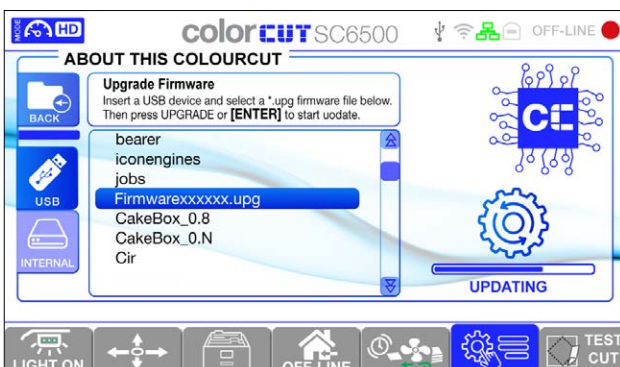 MODE
HD
colorCUT SC6500
OFF-LINE
ABOUT THIS COLOURCUT
BACK
Upgrade Firmware
Insert a USB device and select a *.upg firmware file below.
Then press UPGRADE or [ENTER] to start uodate.
USB
INTERNAL
bearer
iconengines
jobs
Firmwarexxxxxx.upg
CakeBox_0.8
CakeBox_0.N
Cir
CE
UPDATING
LIGHT ON
OFF-LINE
TEST
CUT